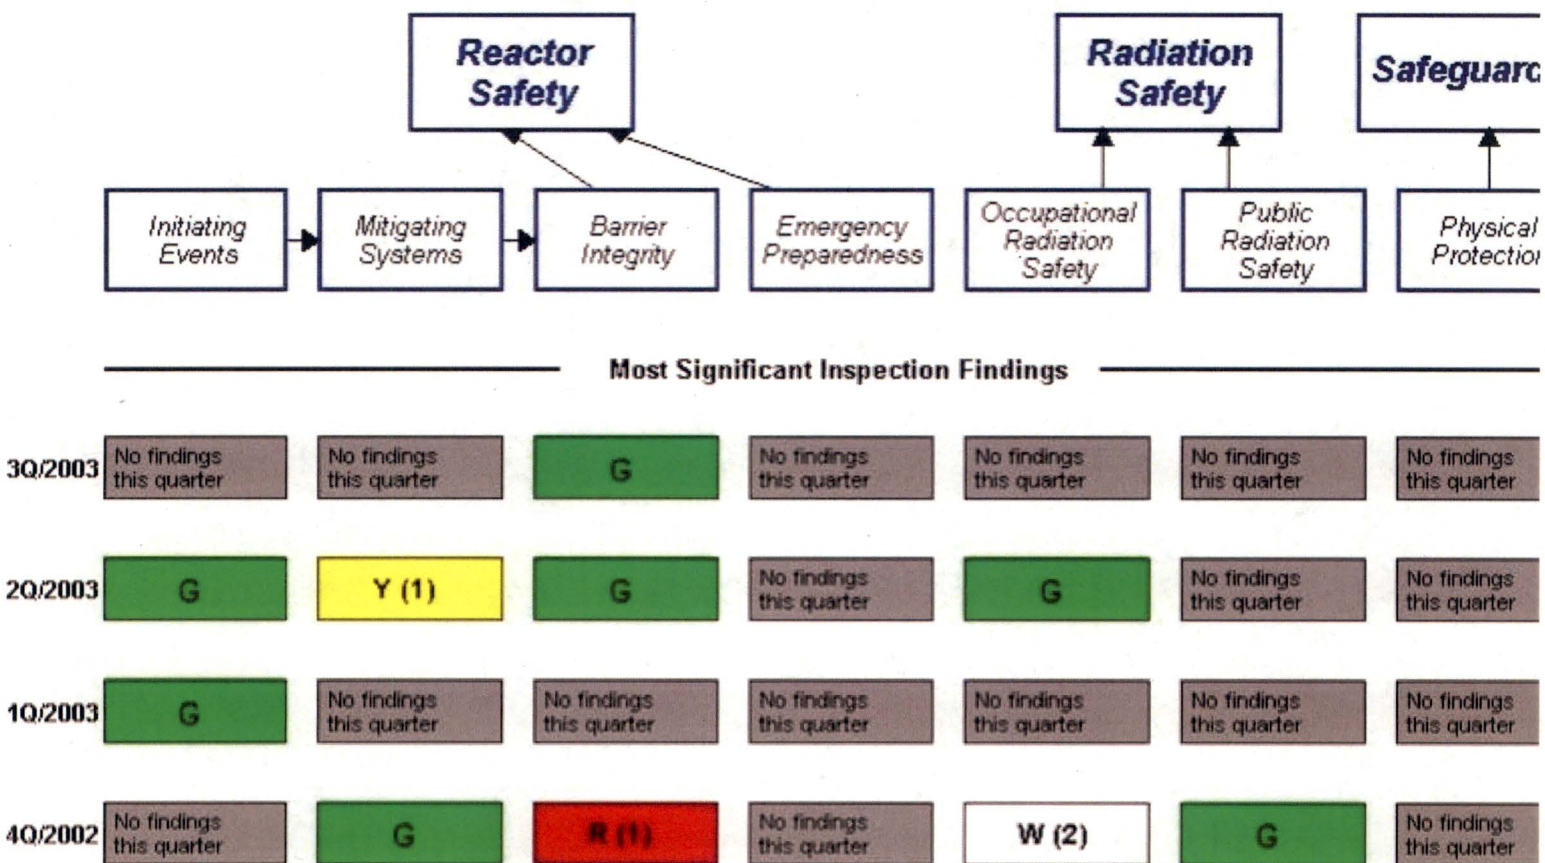 Reactor
Safety
Radiation
Safety
Safeguard
Initiating
Events
Mitigating
Systems
Barrier
Integrity
Emergency
Preparedness
Occupational
Radiation
Safety
Public
Radiation
Safety
Physical
Protection
Most Significant Inspection Findings
3Q/2003
No findings
this quarter
No findings
this quarter
G
No findings
this quarter
No findings
this quarter
No findings
this quarter
No findings
this quarter
2Q/2003
G
Y (1)
G
No findings
this quarter
G
No findings
this quarter
No findings
this quarter
1Q/2003
G
No findings
this quarter
No findings
this quarter
No findings
this quarter
No findings
this quarter
No findings
this quarter
No findings
this quarter
4Q/2002
No findings
this quarter
G
R (1)
No findings
this quarter
W (2)
G
No findings
this quarter